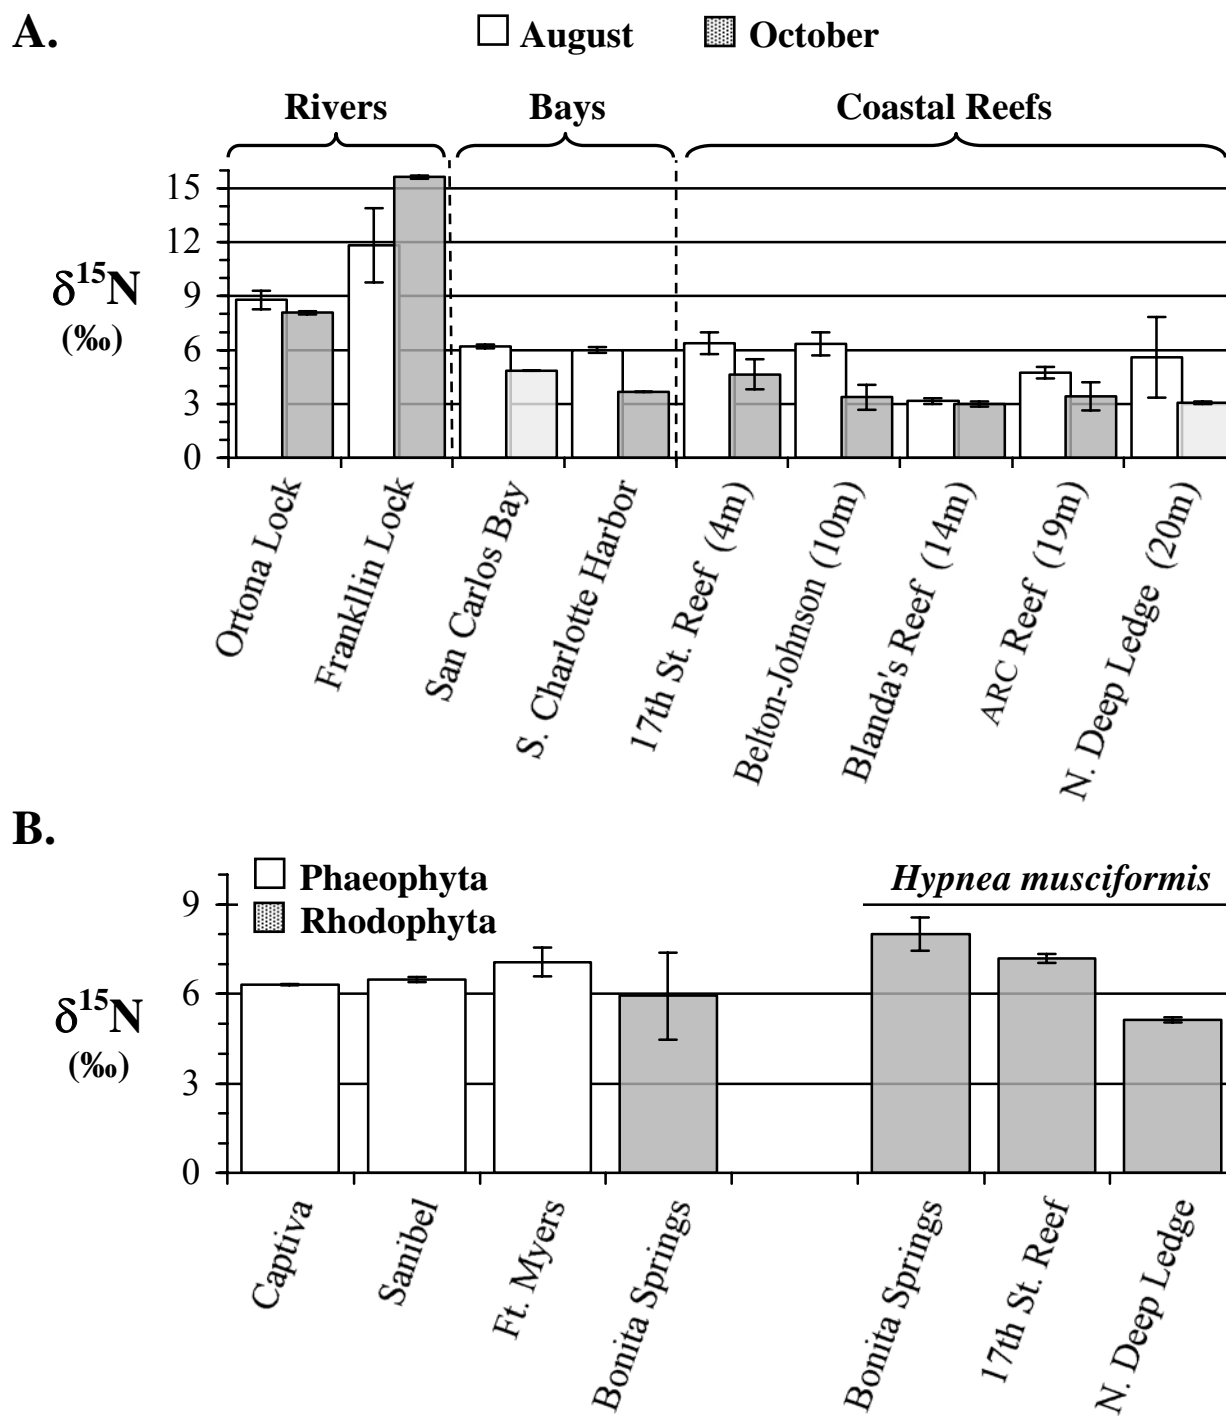 A.
August
October
Rivers
Bays
Coastal Reefs
15
12
9
6
3
0
δ15N
(‰)
Ortona Lock
Frankllin Lock
San Carlos Bay
S. Charlotte Harbor
17th St. Reef (4m)
Belton-Johnson (10m)
Blanda's Reef (14m)
ARC Reef (19m)
N. Deep Ledge (20m)
B.
Phaeophyta
Rhodophyta
Hypnea musciformis
9
6
3
0
δ15N
(‰)
Captiva
Sanibel
Ft. Myers
Bonita Springs
Bonita Springs
17th St. Reef
N. Deep Ledge